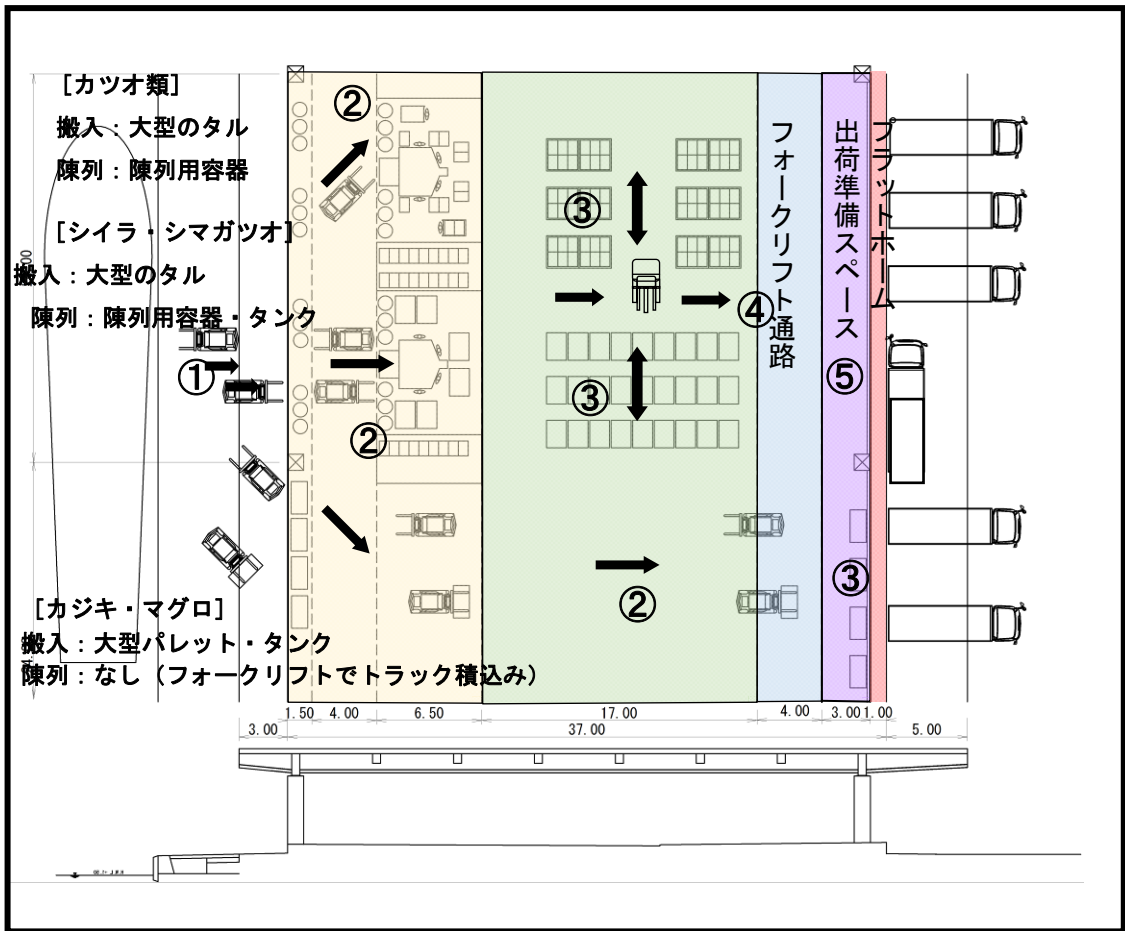 [カツオ類]
搬入：大型のタル
陳列：陳列用容器
[シイラ・シマガツオ]
搬入：大型のタル
陳列：陳列用容器・タンク
[カジキ・マグロ]
搬入：大型パレット・タンク
陳列：なし（フォークリフトでトラック積込み）
①
②
②
③
③
④
②
⑤
③
フォークリフト通路
出荷準備スペース
プラットホーム
1.50 4.00 6.50 17.00 4.00 3.00 1.00
3.00 37.00 5.00